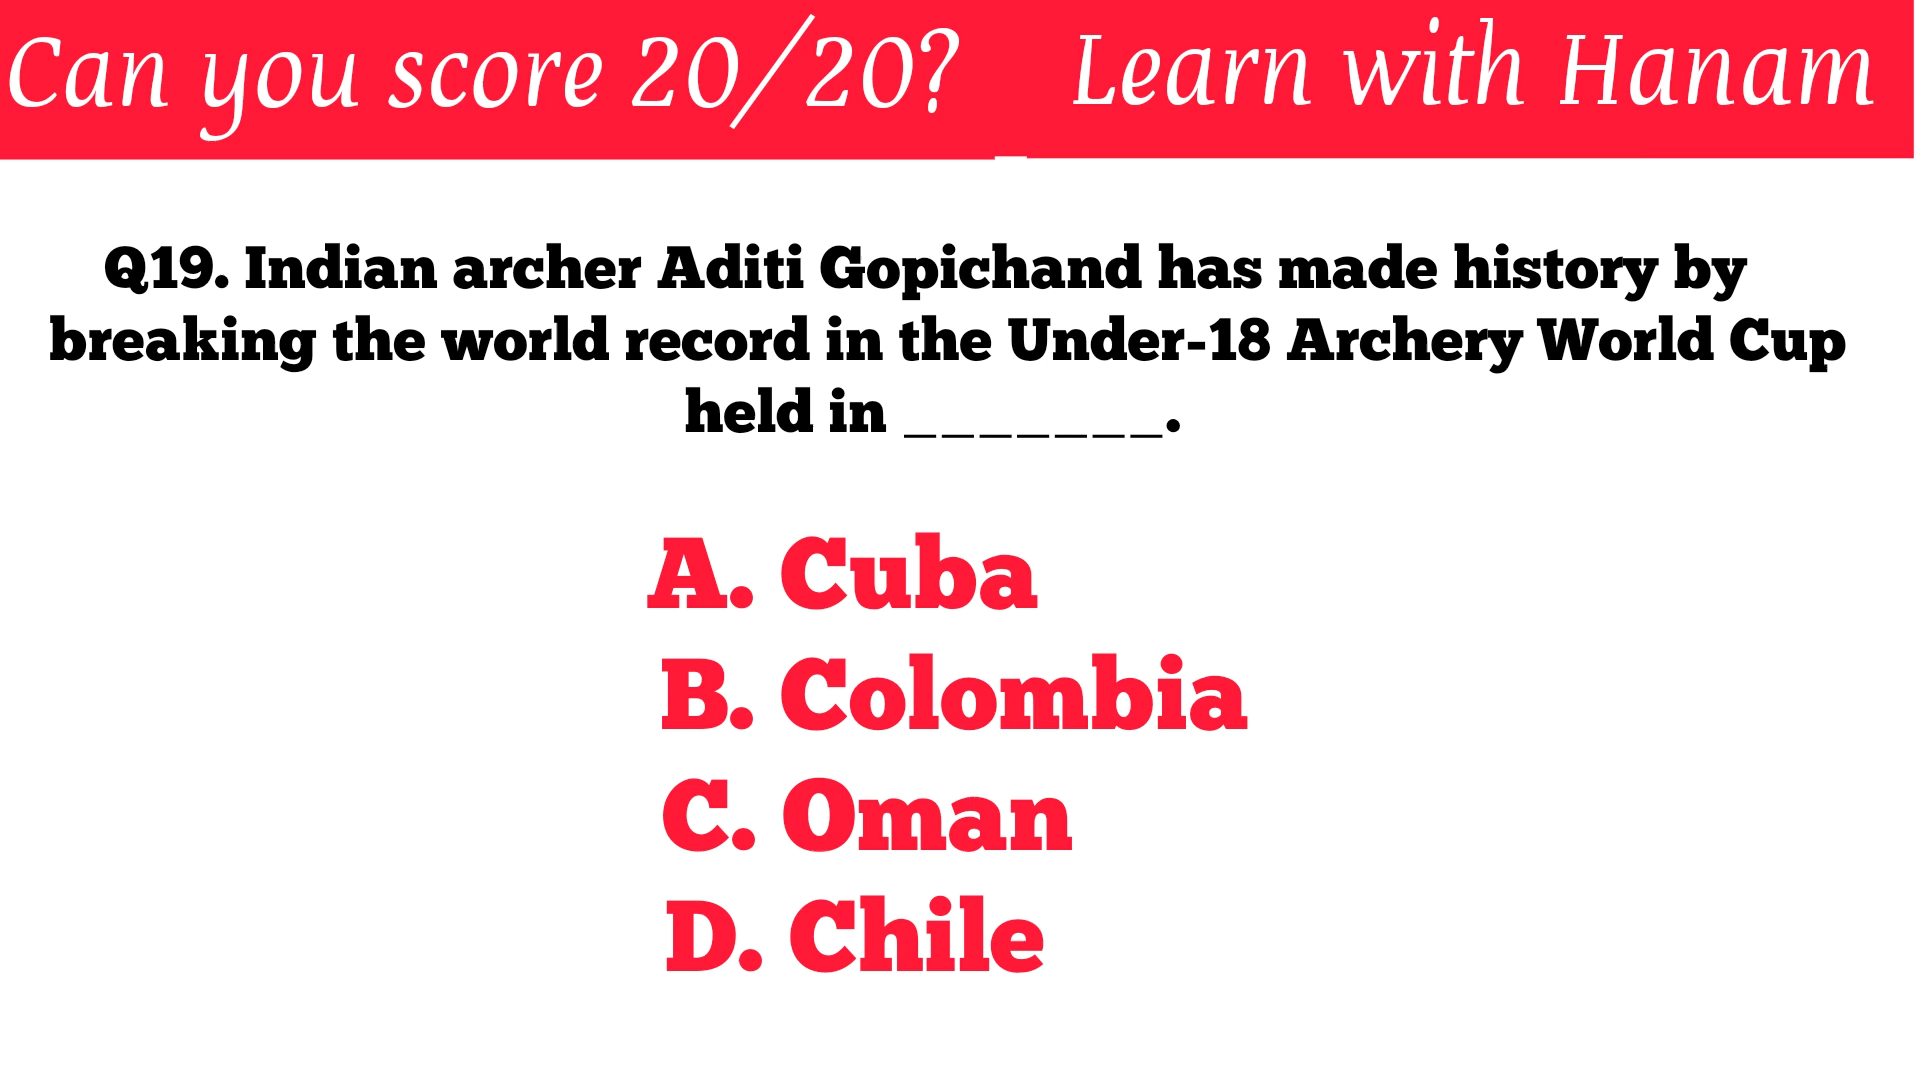 Can you score 20/20? Learn with Hanam
Q19. Indian archer Aditi Gopichand has made history by
breaking the world record in the Under-18 Archery World Cup
held in _______.
A. Cuba
B. Colombia
C. Oman
D. Chile